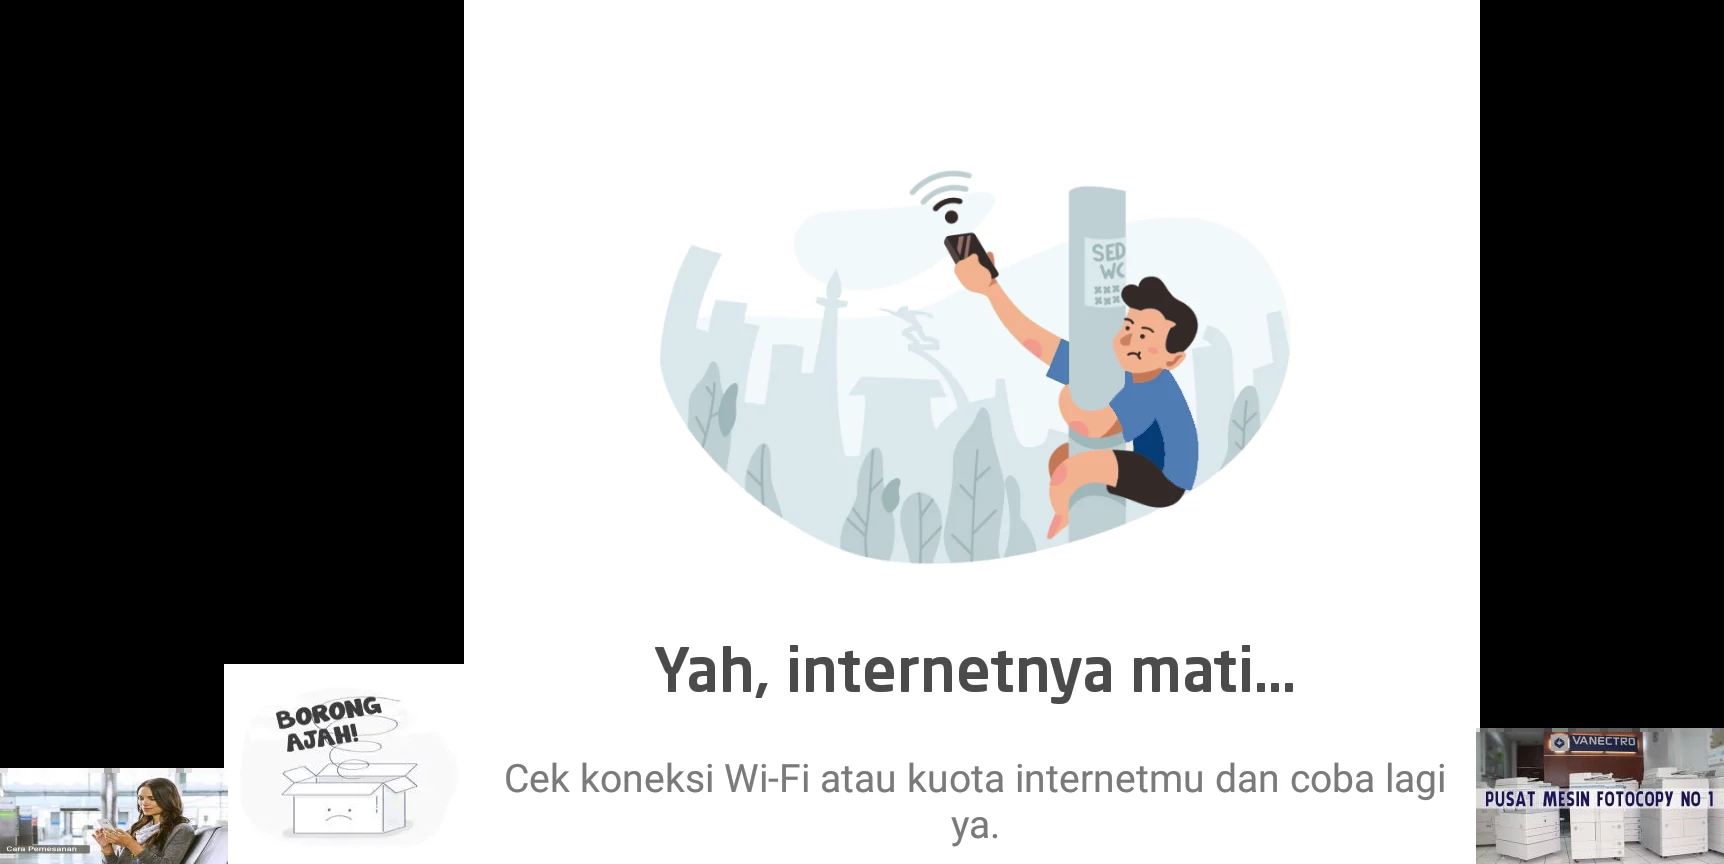 SED
WC
Yah, internetnya mati...
Cek koneksi Wi-Fi atau kuota internetmu dan coba lagi
ya.
BORONG
AJAH!
Cara Pemesanan
VANECTRO
PUSAT MESIN FOTOCOPY NO 1